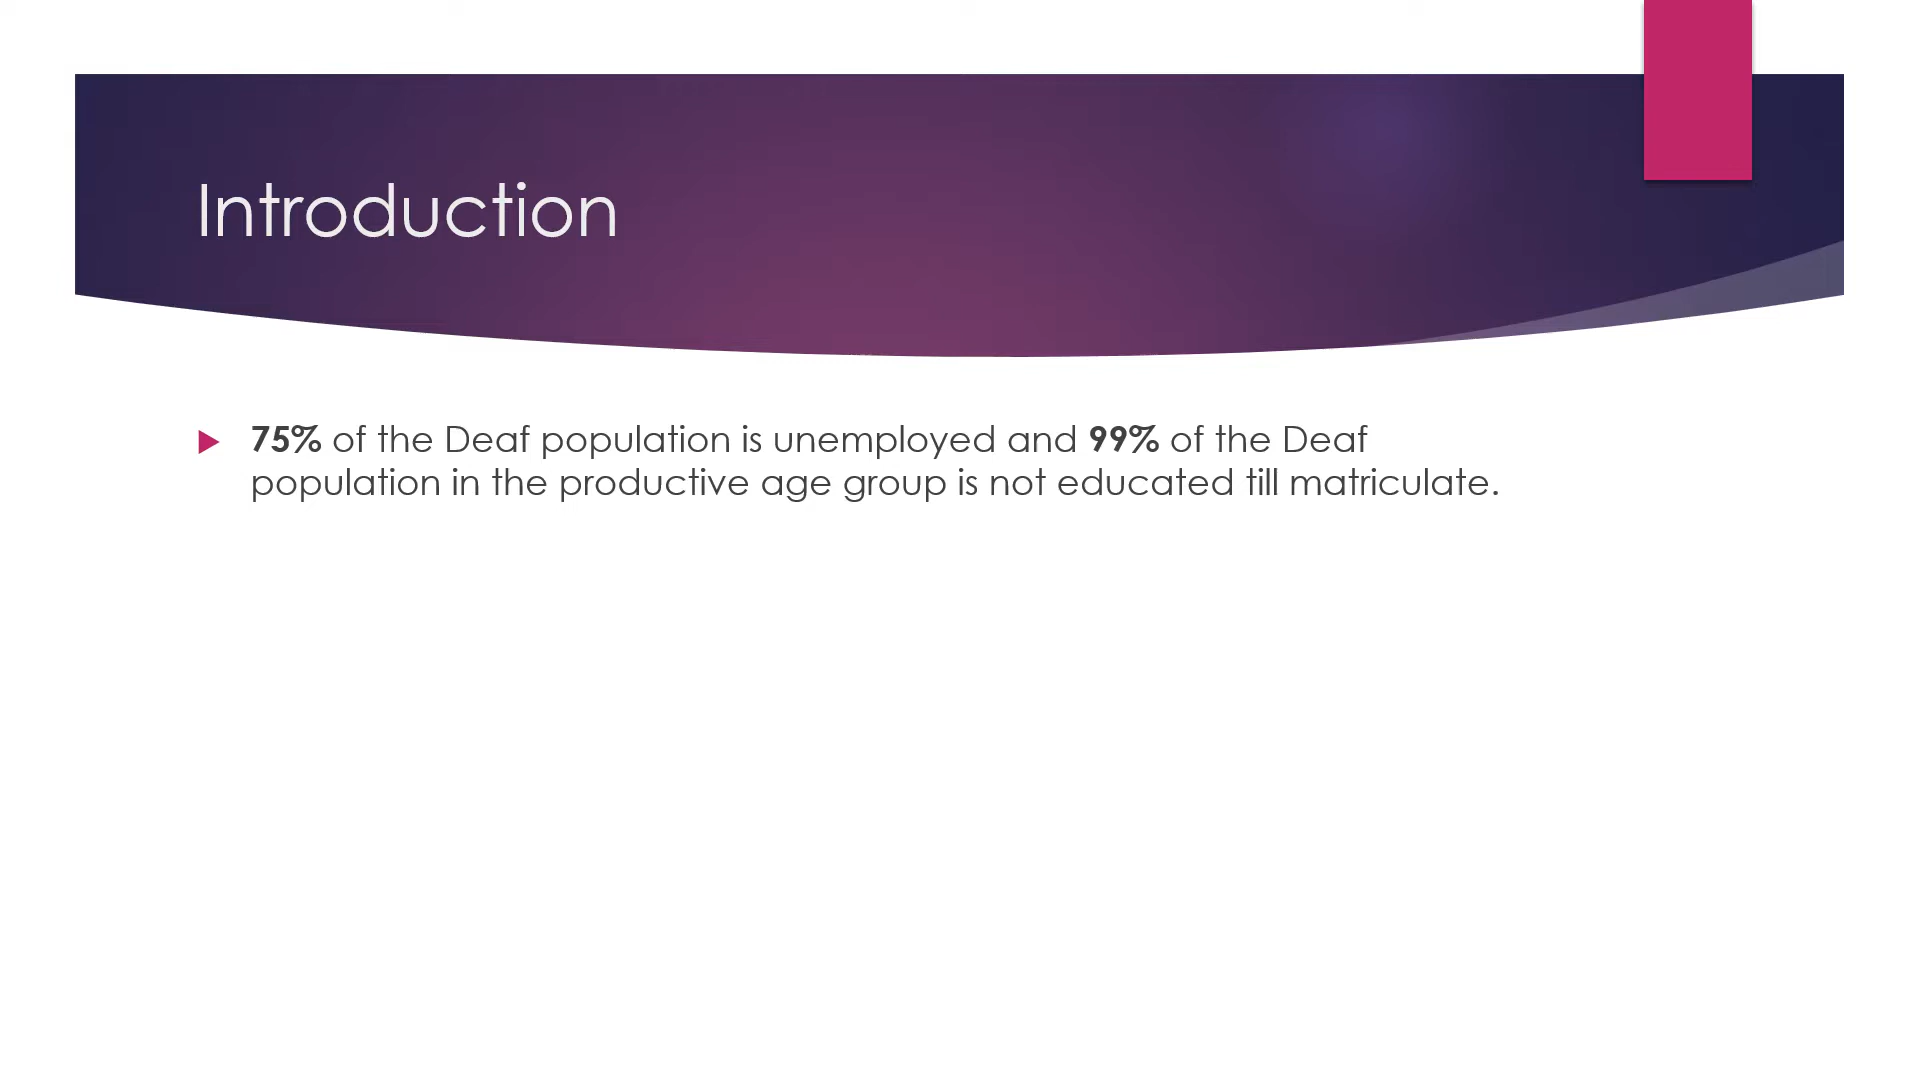 Introduction
75% of the Deaf population is unemployed and 99% of the Deaf
population in the productive age group is not educated till matriculate.